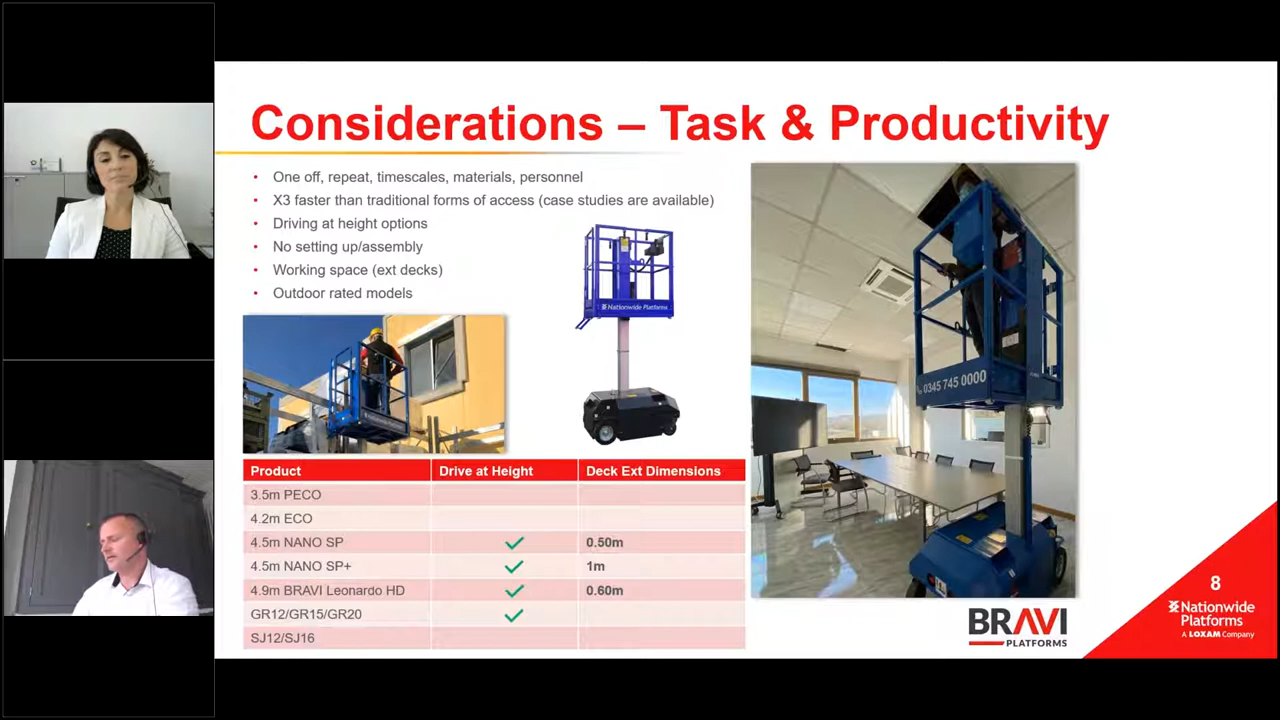 Considerations – Task & Productivity
• One off, repeat, timescales, materials, personnel
• X3 faster than traditional forms of access (case studies are available)
• Driving at height options
• No setting up/assembly
• Working space (ext decks)
• Outdoor rated models
Nationwide Platforms
0345 745 0000
Product Drive at Height Deck Ext Dimensions
3.5m PECO
4.2m ECO
4.5m NANO SP ✓ 0.50m
4.5m NANO SP+ ✓ 1m
4.9m BRAVI Leonardo HD ✓ 0.60m
GR12/GR15/GR20 ✓
SJ12/SJ16
BRAVI
PLATFORMS
8
Nationwide
Platforms
A LOXAM Company